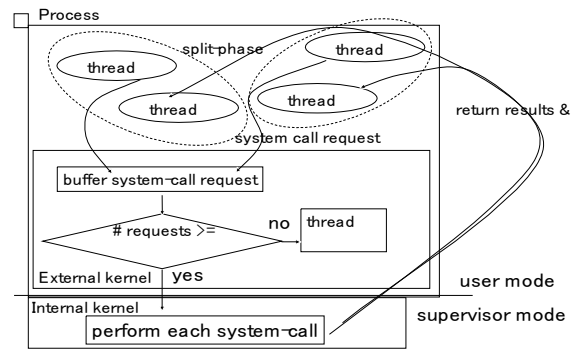 Process
split-phase
thread
thread
thread
thread
return results &
system call request
buffer system-call request
# requests >=
no
thread
External kernel
yes
user mode
Internal kernel
supervisor mode
perform each system-call